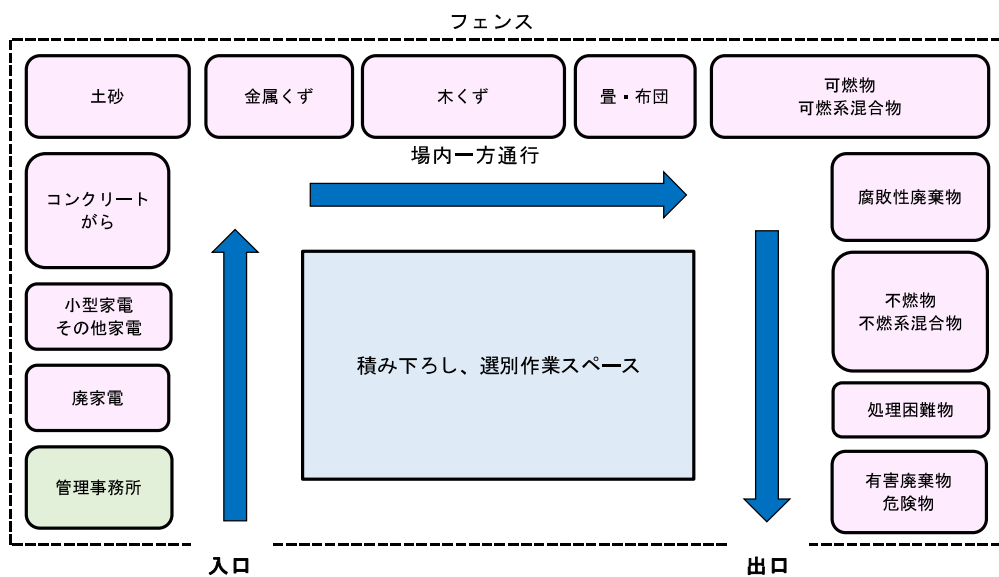 フェンス
土砂
金属くず
木くず
畳・布団
可燃物
可燃系混合物
場内一方通行
コンクリート
がら
腐敗性廃棄物
小型家電
その他家電
不燃物
不燃系混合物
積み下ろし、選別作業スペース
廃家電
処理困難物
管理事務所
有害廃棄物
危険物
入口
出口